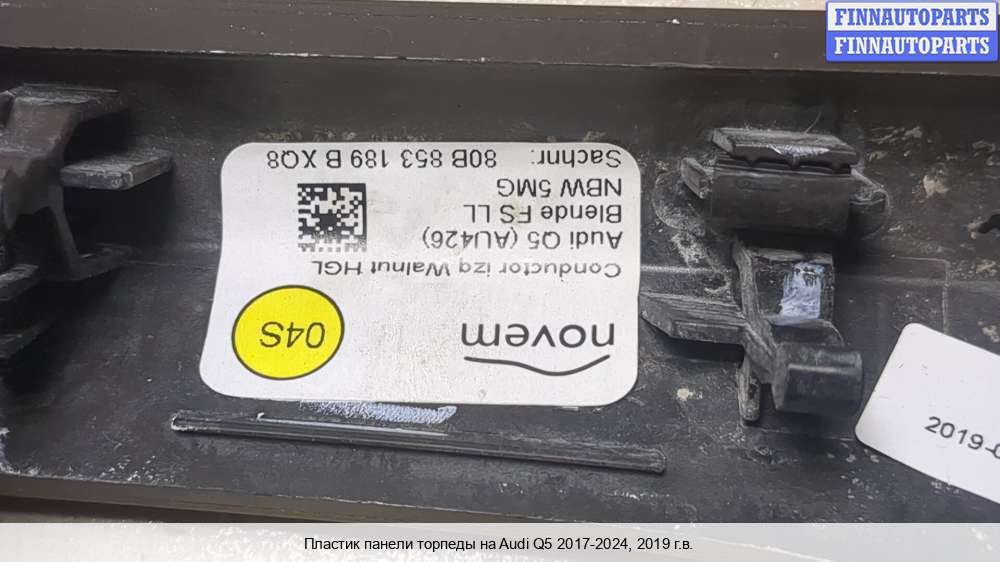 FINNAUTOPARTS
FINNAUTOPARTS
novem
04S
Conductor izq Walnut HGL
Audi Q5 (AU426)
Blende FS LL
NBW 5MG
Sachnr.: 80B 853 189 B XQ8
2019-0
Пластик панели торпеды на Audi Q5 2017-2024, 2019 г.в.